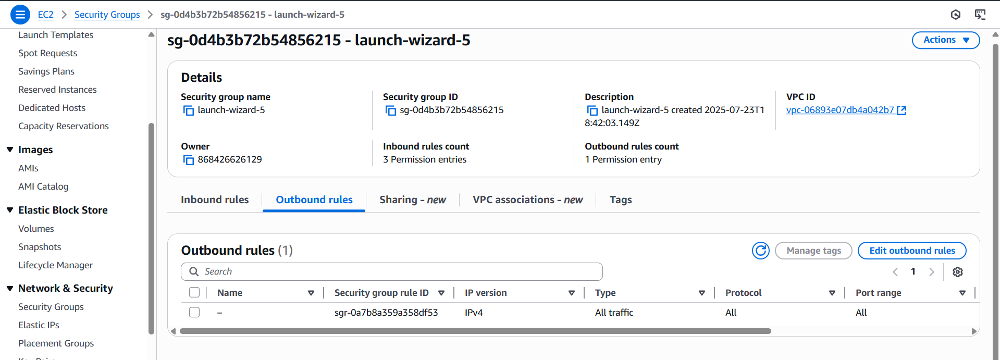 EC2 > Security Groups > sg-0d4b3b72b54856215 - launch-wizard-5
Launch Templates
Spot Requests
Savings Plans
Reserved Instances
Dedicated Hosts
Capacity Reservations
Images
AMIs
AMI Catalog
Elastic Block Store
Volumes
Snapshots
Lifecycle Manager
Network & Security
Security Groups
Elastic IPs
Placement Groups
sg-0d4b3b72b54856215 - launch-wizard-5
Actions
Details
Security group name
launch-wizard-5
Security group ID
sg-0d4b3b72b54856215
Description
launch-wizard-5 created 2025-07-23T1
8:42:03.149Z
VPC ID
vpc-06893e07db4a042b7
Owner
868426626129
Inbound rules count
3 Permission entries
Outbound rules count
1 Permission entry
Inbound rules
Outbound rules
Sharing - new
VPC associations - new
Tags
Outbound rules (1)
Manage tags
Edit outbound rules
Search
1
Name Security group rule ID IP version Type Protocol Port range
– sgr-0a7b8a359a358df53 IPv4 All traffic All All